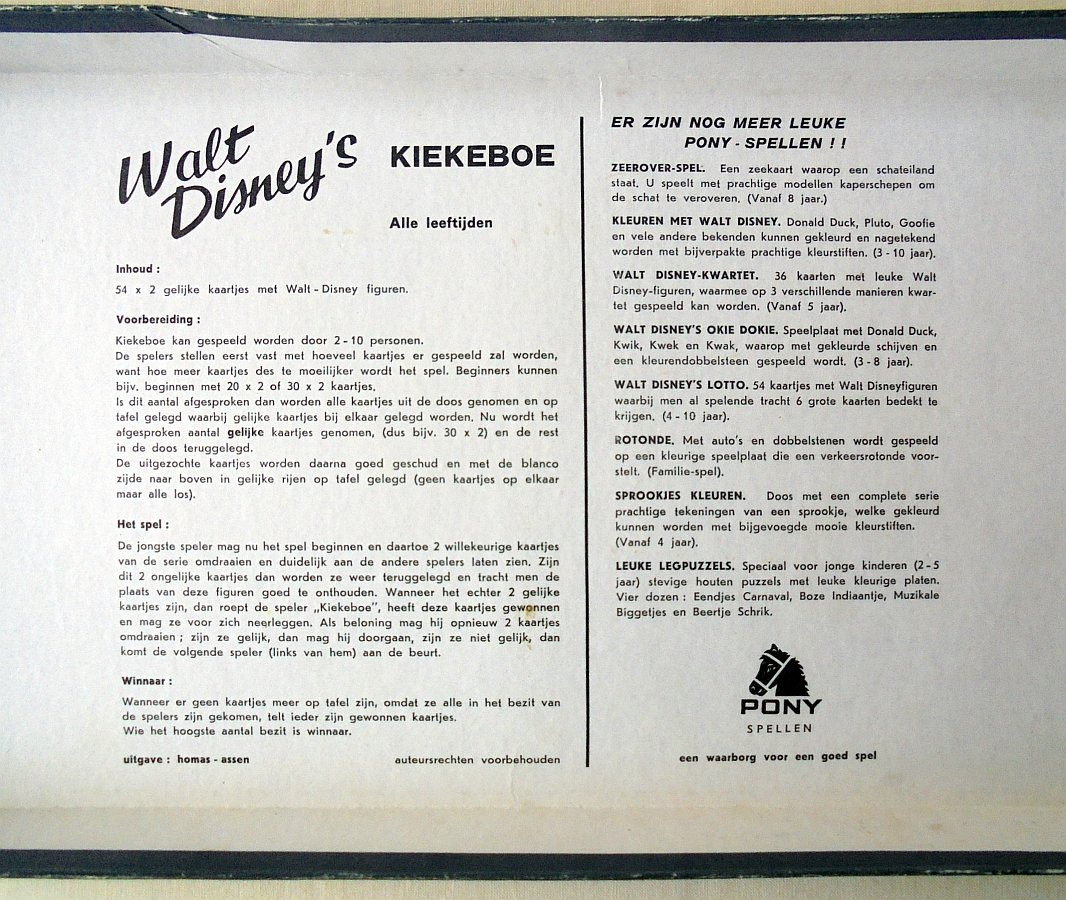 Walt
Disney's
KIEKEBOE
Alle leeftijden
Inhoud :
54 x 2 gelijke kaartjes met Walt - Disney figuren.
Voorbereiding :
Kiekeboe kan gespeeld worden door 2 - 10 personen.
De spelers stellen eerst vast met hoeveel kaartjes er gespeeld zal worden,
want hoe meer kaartjes des te moeilijker wordt het spel. Beginners kunnen
bijv. beginnen met 20 x 2 of 30 x 2 kaartjes.
Is dit aantal afgesproken dan worden alle kaartjes uit de doos genomen en op
tafel gelegd waarbij gelijke kaartjes bij elkaar gelegd worden. Nu wordt het
afgesproken aantal gelijke kaartjes genomen, (dus bijv. 30 x 2) en de rest
in de doos teruggelegd.
De uitgezochte kaartjes worden daarna goed geschud en met de blanco
zijde naar boven in gelijke rijen op tafel gelegd (geen kaartjes op elkaar
maar alle los).
Het spel :
De jongste speler mag nu het spel beginnen en daartoe 2 willekeurige kaartjes
van de serie omdraaien en duidelijk aan de andere spelers laten zien. Zijn
dit 2 ongelijke kaartjes dan worden ze weer teruggelegd en tracht men de
plaats van deze figuren goed te onthouden. Wanneer het echter 2 gelijke
kaartjes zijn, dan roept de speler „Kiekeboe”, heeft deze kaartjes gewonnen
en mag ze voor zich neerleggen. Als beloning mag hij opnieuw 2 kaartjes
omdraaien ; zijn ze gelijk, dan mag hij doorgaan, zijn ze niet gelijk, dan
komt de volgende speler (links van hem) aan de beurt.
Winnaar :
Wanneer er geen kaartjes meer op tafel zijn, omdat ze alle in het bezit van
de spelers zijn gekomen, telt ieder zijn gewonnen kaartjes.
Wie het hoogste aantal bezit is winnaar.
uitgave : homas - assen auteursrechten voorbehouden
ER ZIJN NOG MEER LEUKE
PONY - SPELLEN ! !
ZEEROVER-SPEL. Een zeekaart waarop een schateiland
staat. U speelt met prachtige modellen kaperschepen om
de schat te veroveren. (Vanaf 8 jaar.)
KLEUREN MET WALT DISNEY. Donald Duck, Pluto, Goofie
en vele andere bekenden kunnen gekleurd en nagetekend
worden met bijverpakte prachtige kleurstiften. (3 - 10 jaar).
WALT DISNEY-KWARTET. 36 kaarten met leuke Walt
Disney-figuren, waarmee op 3 verschillende manieren kwar-
tet gespeeld kan worden. (Vanaf 5 jaar).
WALT DISNEY'S OKIE DOKIE. Speelplaat met Donald Duck,
Kwik, Kwek en Kwak, waarop met gekleurde schijven en
een kleurendobbelsteen gespeeld wordt. (3 - 8 jaar).
WALT DISNEY'S LOTTO. 54 kaartjes met Walt Disneyfiguren
waarbij men al spelende tracht 6 grote kaarten bedekt te
krijgen. (4 - 10 jaar).
ROTONDE. Met auto's en dobbelstenen wordt gespeeld
op een kleurige speelplaat die een verkeersrotonde voor-
stelt. (Familie-spel).
SPROOKJES KLEUREN. Doos met een complete serie
prachtige tekeningen van een sprookje, welke gekleurd
kunnen worden met bijgevoegde mooie kleurstiften.
(Vanaf 4 jaar).
LEUKE LEGPUZZELS. Speciaal voor jonge kinderen (2 - 5
jaar) stevige houten puzzels met leuke kleurige platen.
Vier dozen : Eendjes Carnaval, Boze Indiaantje, Muzikale
Biggetjes en Beertje Schrik.
PONY
SPELLEN
een waarborg voor een goed spel